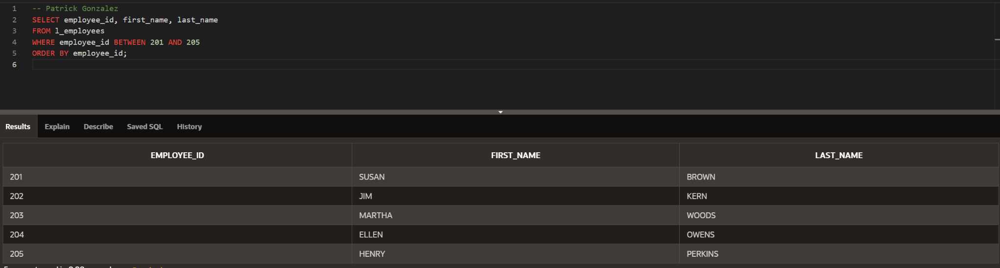 1 -- Patrick Gonzalez
2 SELECT employee_id, first_name, last_name
3 FROM l_employees
4 WHERE employee_id BETWEEN 201 AND 205
5 ORDER BY employee_id;
6
Results Explain Describe Saved SQL History
EMPLOYEE_ID FIRST_NAME LAST_NAME
201 SUSAN BROWN
202 JIM KERN
203 MARTHA WOODS
204 ELLEN OWENS
205 HENRY PERKINS